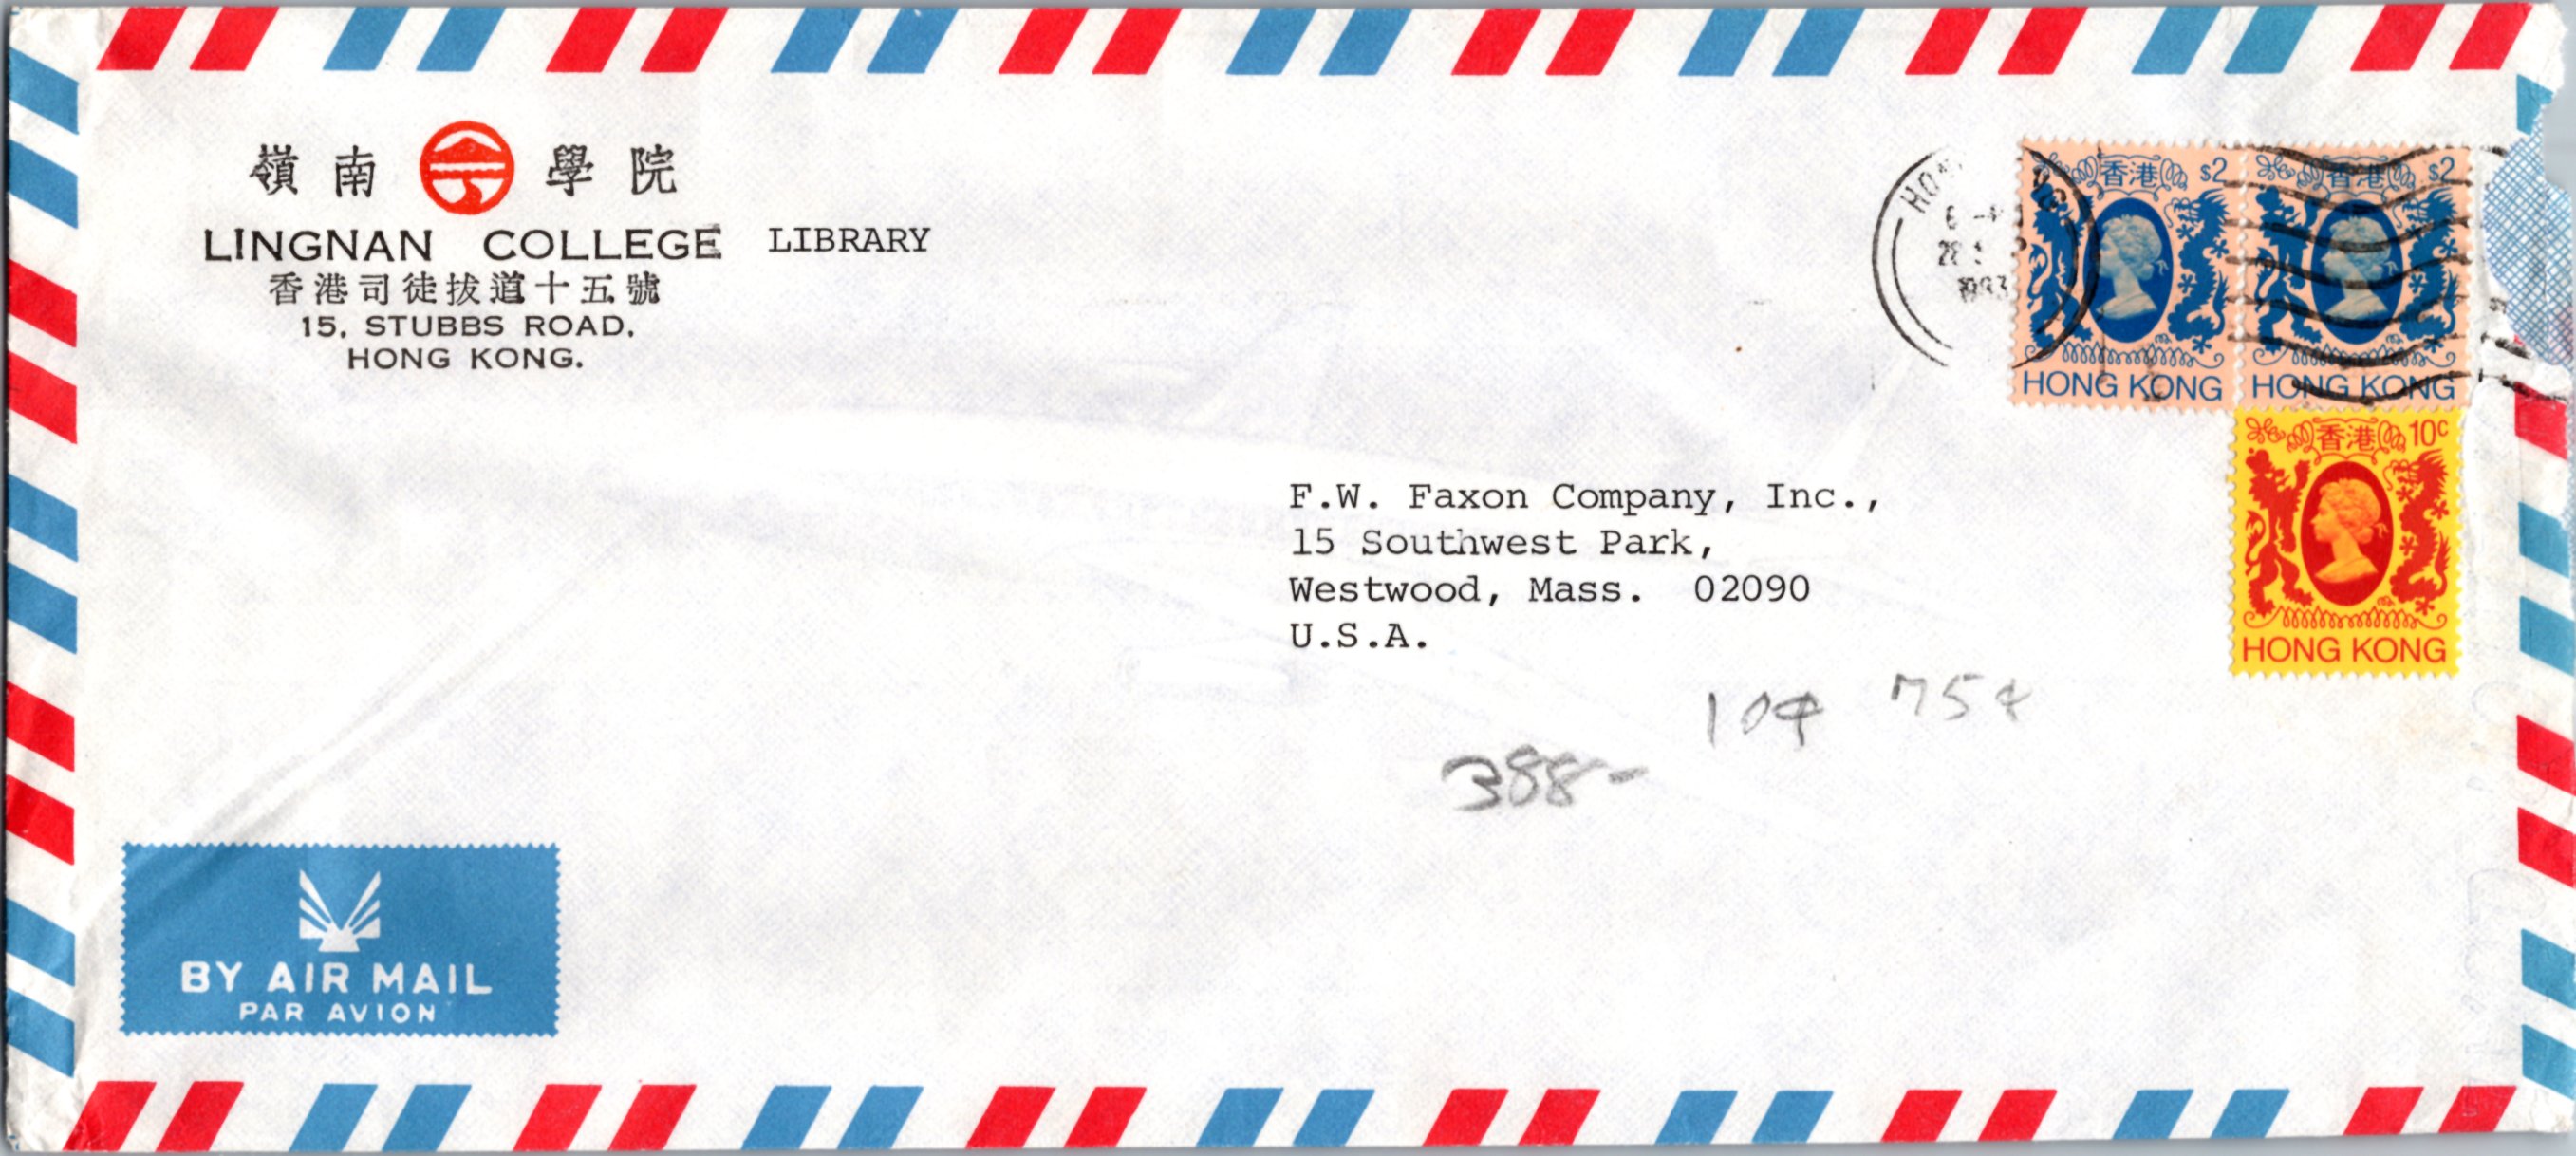 嶺南學院
LINGNAN COLLEGE LIBRARY
香港司徒拔道十五號
15, STUBBS ROAD,
HONG KONG.
1983
香港 $2
HONG KONG
香港 $2
HONG KONG
香港 10c
HONG KONG
F.W. Faxon Company, Inc.,
15 Southwest Park,
Westwood, Mass. 02090
U.S.A.
10¢ 75¢
388-
BY AIR MAIL
PAR AVION